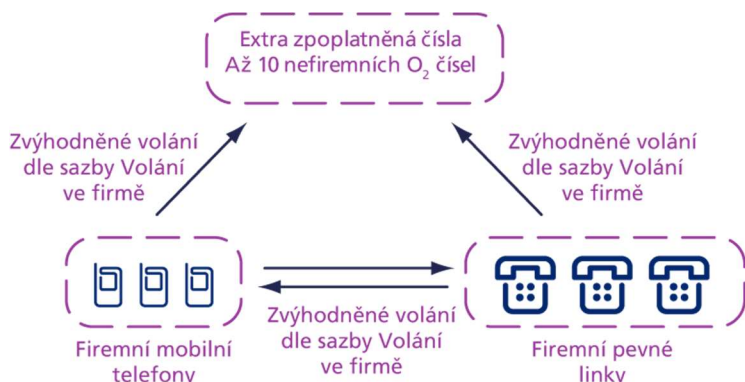 Extra zpoplatněná čísla
Až 10 nefiremních O₂ čísel
Zvýhodněné volání
dle sazby Volání
ve firmě
Zvýhodněné volání
dle sazby Volání
ve firmě
Zvýhodněné volání
dle sazby Volání
ve firmě
Firemní mobilní
telefony
Firemní pevné
linky